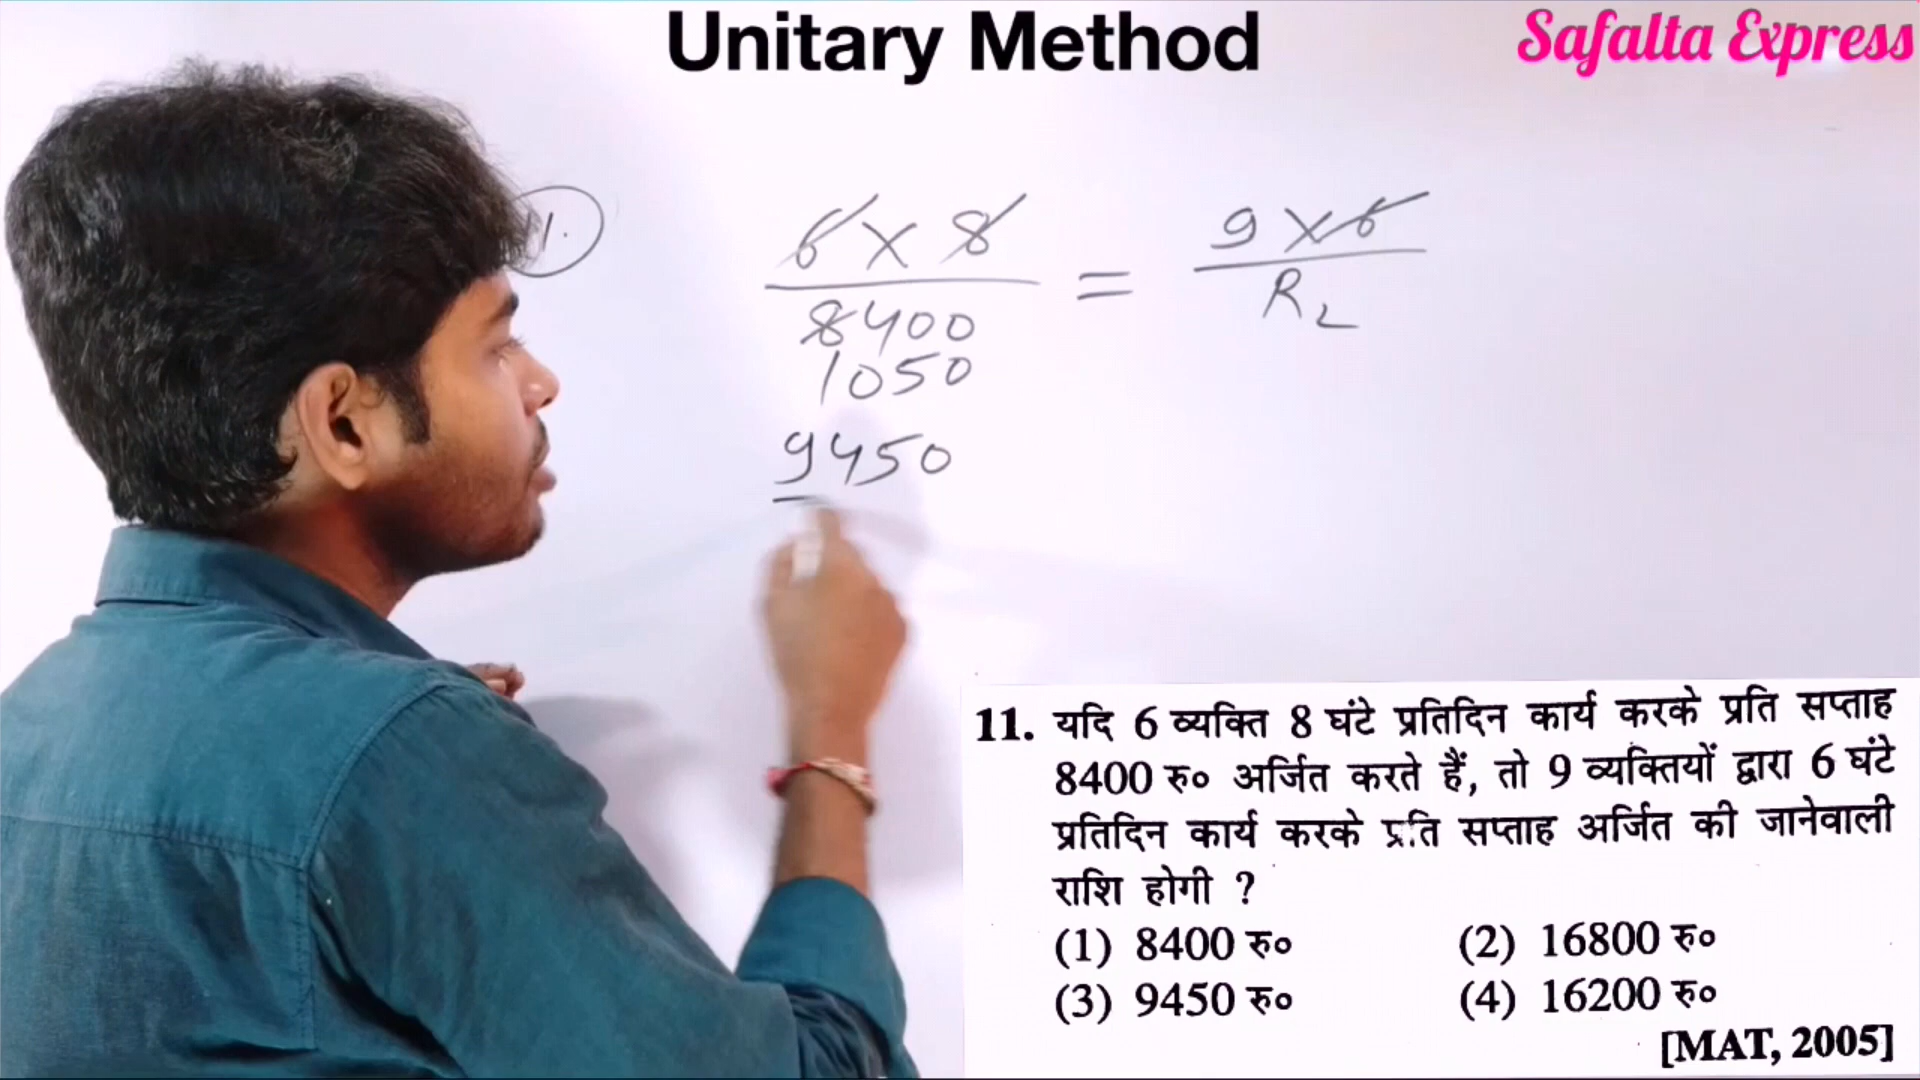 Unitary Method
Safalta Express
11.
6 × 8 / 8400 = 9 × 6 / R2
1050
9450
11. यदि 6 व्यक्ति 8 घंटे प्रतिदिन कार्य करके प्रति सप्ताह
8400 रु० अर्जित करते हैं, तो 9 व्यक्तियों द्वारा 6 घंटे
प्रतिदिन कार्य करके प्रति सप्ताह अर्जित की जानेवाली
राशि होगी ?
(1) 8400 रु० (2) 16800 रु०
(3) 9450 रु० (4) 16200 रु०
[MAT, 2005]